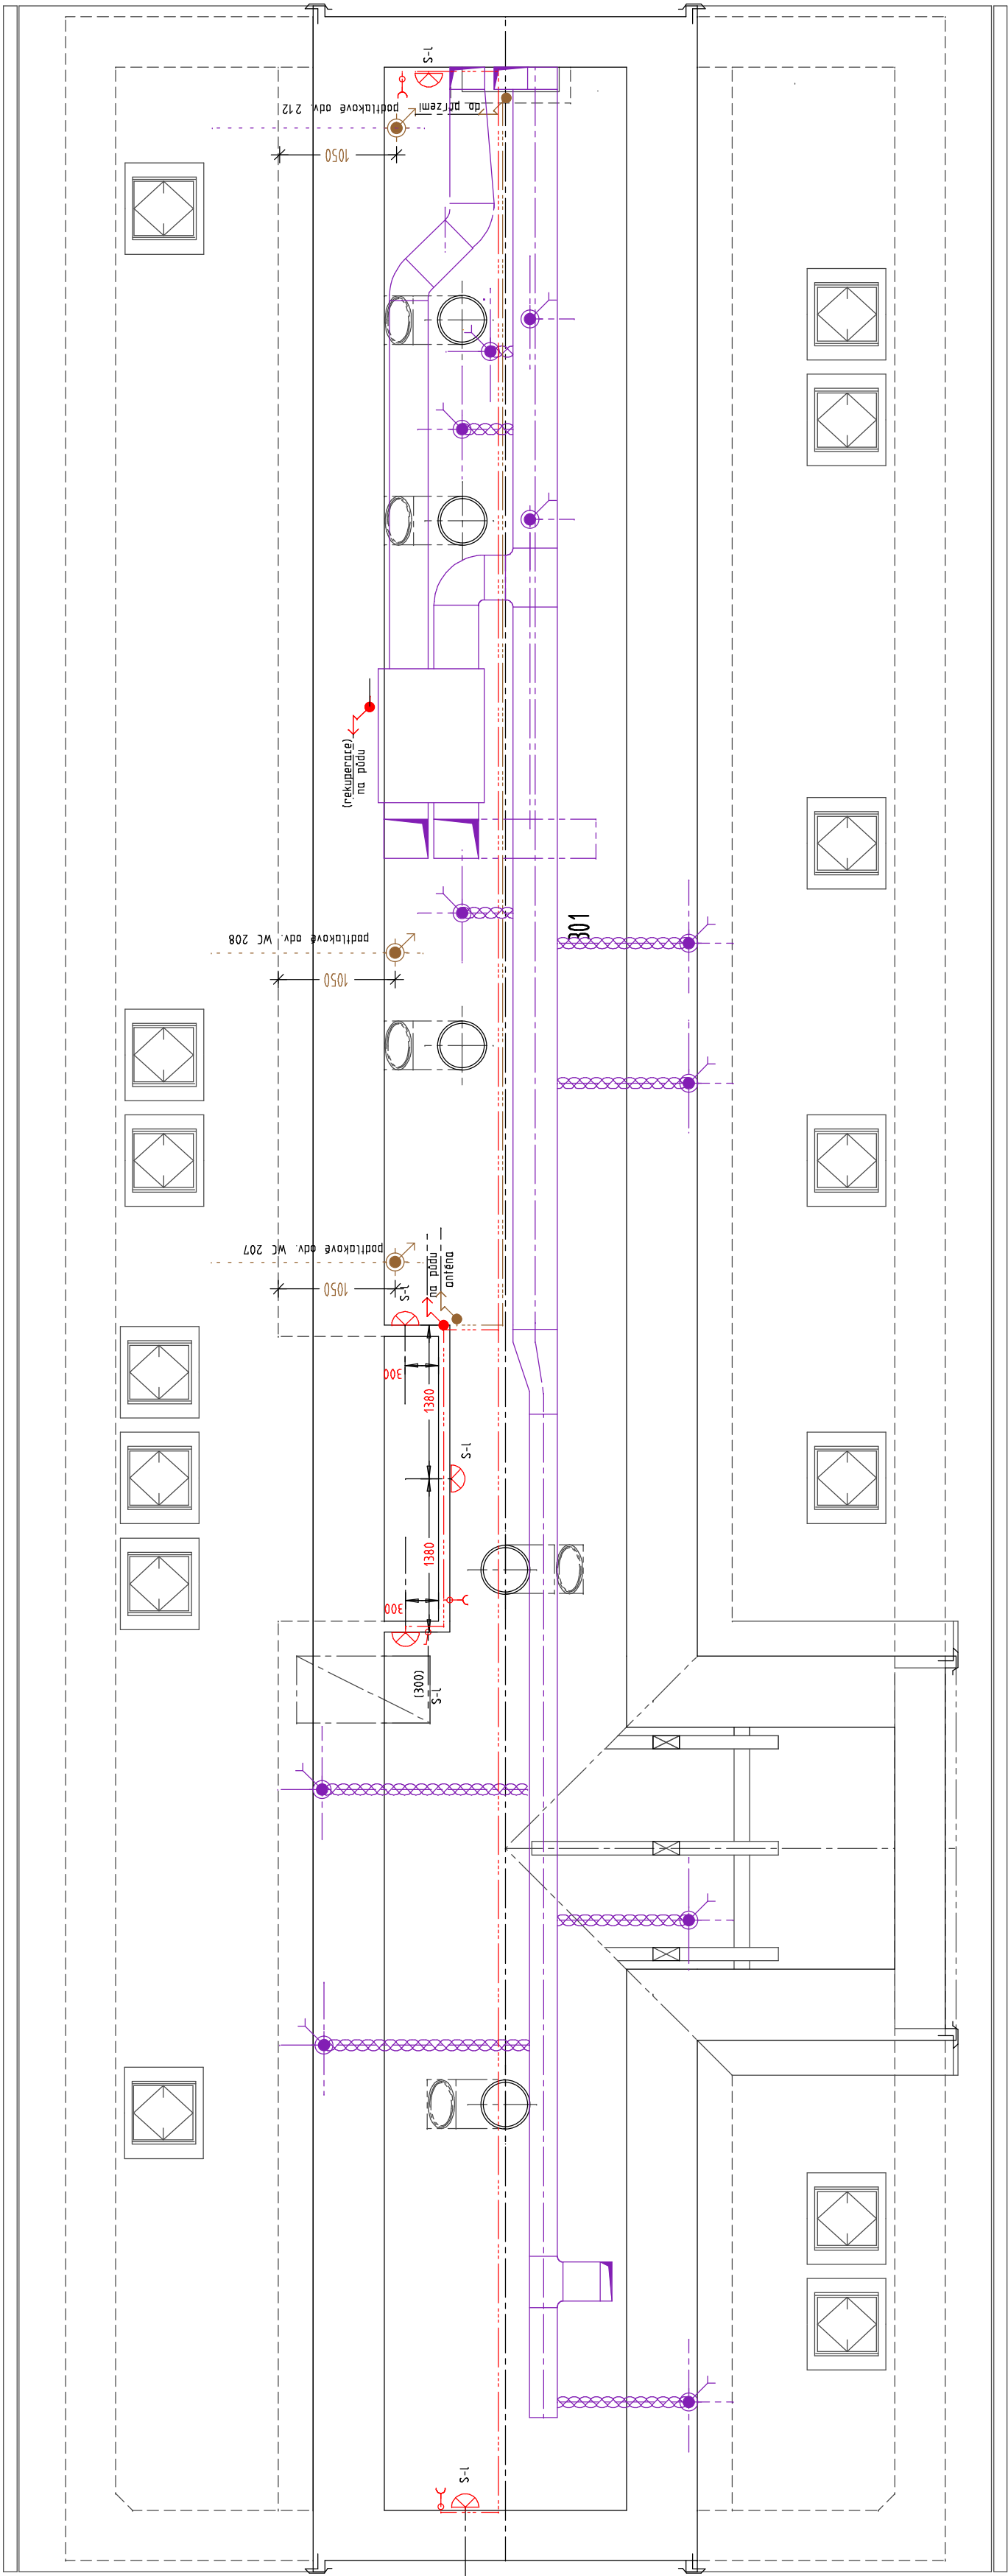 S-l
podtlakové odv. 212
do přízemí
1050
(rekuperace)
na půdu
podtlakové odv. WC 208
301
1050
podtlakové odv. WC 207
na půdu
anténa
1050
S-l
300
1380
S-l
1380
300
(300)
S-l
S-l